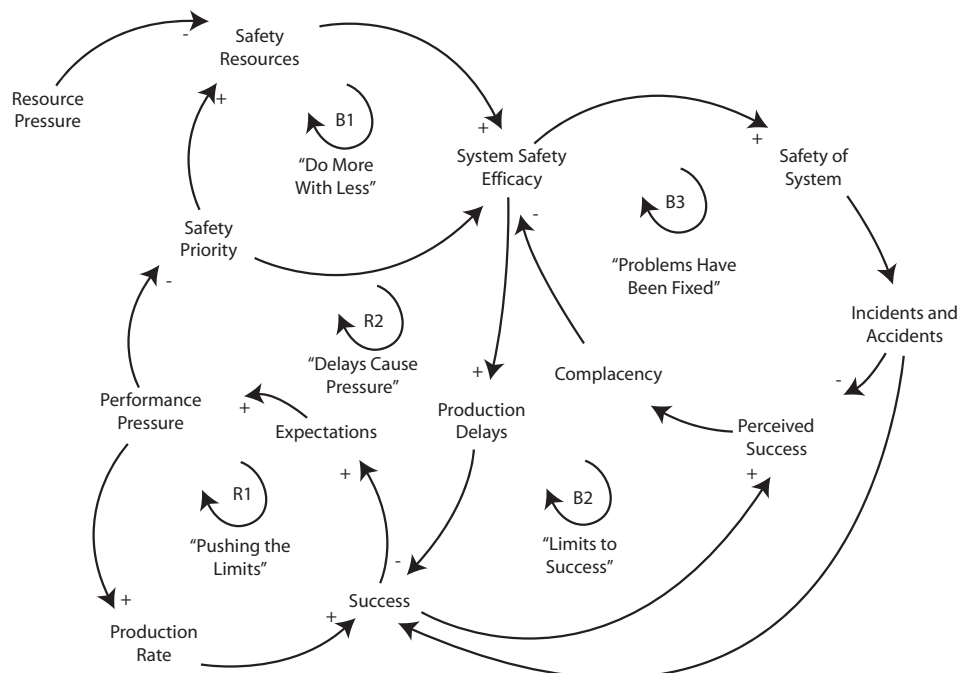 Safety
Resources
-
Resource
Pressure
+
B1
“Do More
With Less”
+
System Safety
Efficacy
+
Safety of
System
B3
“Problems Have
Been Fixed”
-
Safety
Priority
-
R2
“Delays Cause
Pressure”
Incidents and
Accidents
-
+
Complacency
Performance
Pressure
+
Expectations
Production
Delays
Perceived
Success
+
+
R1
“Pushing the
Limits”
B2
“Limits to
Success”
-
+
Production
Rate
+
Success